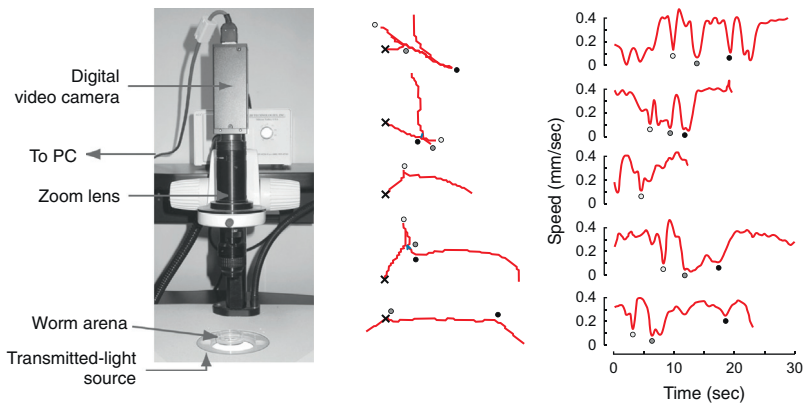 Digital
video camera
To PC
Zoom lens
Worm arena
Transmitted-light
source
Speed (mm/sec)
0.4
0.2
0
0.4
0.2
0
0.4
0.2
0
0.4
0.2
0
0.4
0.2
0
0 10 20 30
Time (sec)